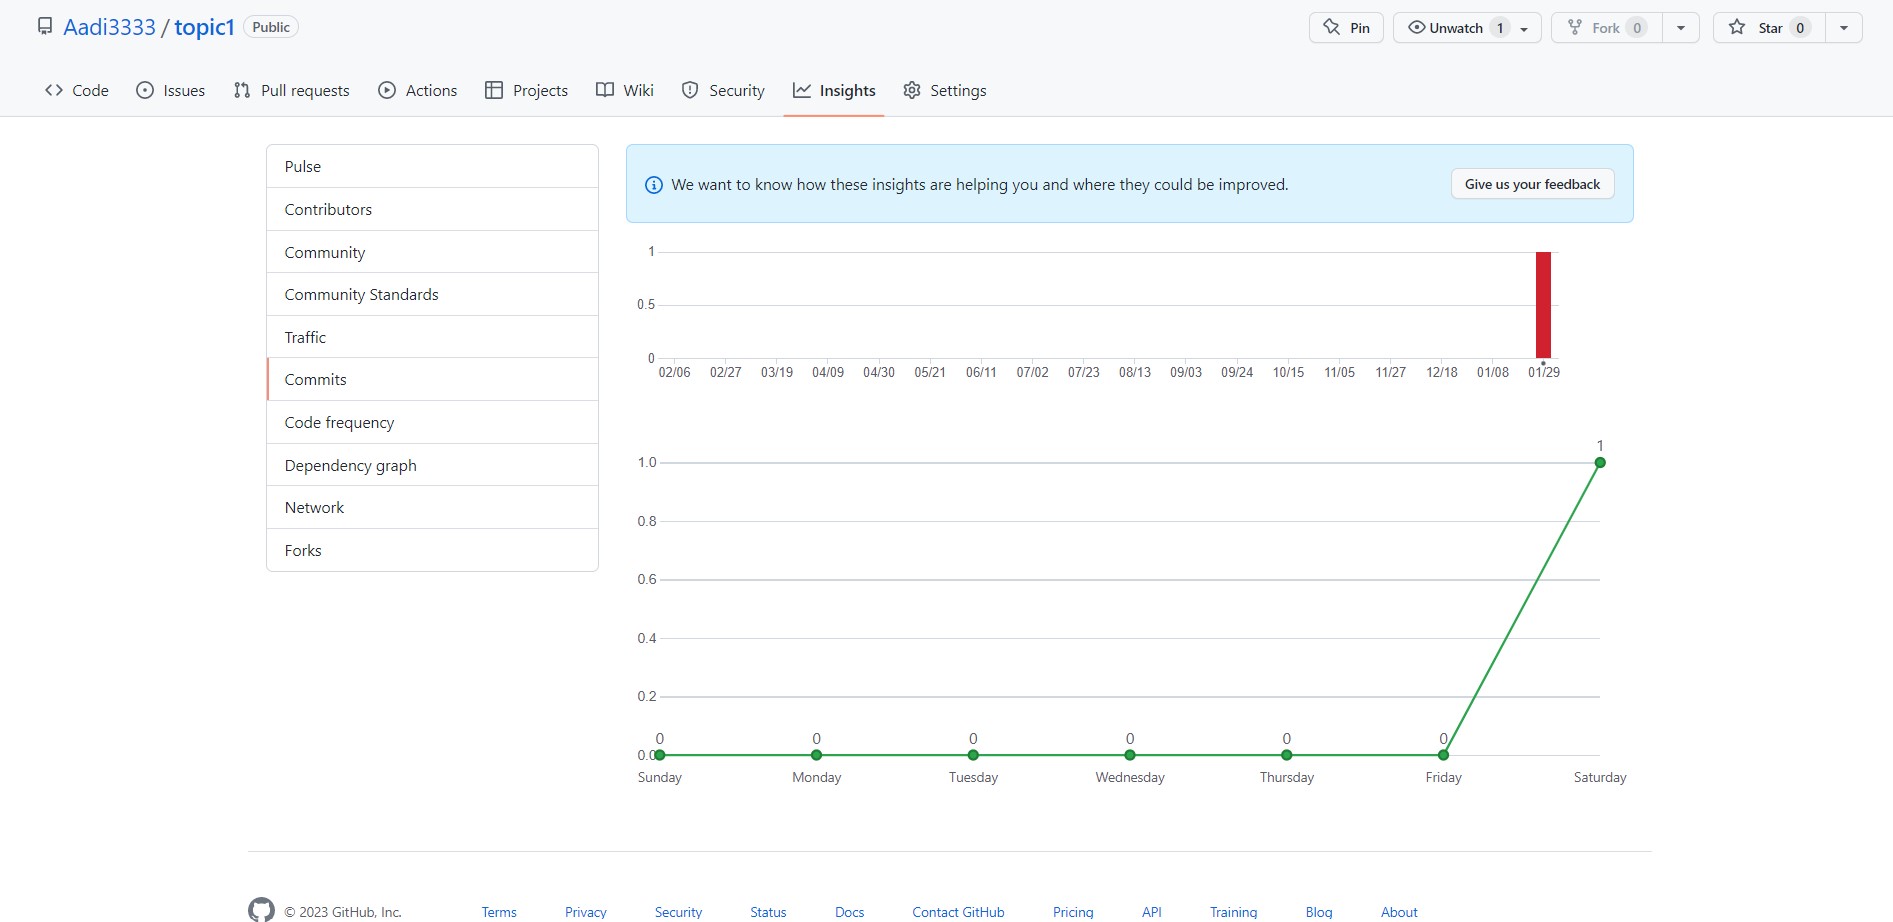 Aadi3333 / topic1 Public Pin Unwatch 1 Fork 0 Star 0
Code Issues Pull requests Actions Projects Wiki Security Insights Settings
Pulse
Contributors
Community
Community Standards
Traffic
Commits
Code frequency
Dependency graph
Network
Forks
We want to know how these insights are helping you and where they could be improved. Give us your feedback
1
0.5
0
02/06 02/27 03/19 04/09 04/30 05/21 06/11 07/02 07/23 08/13 09/03 09/24 10/15 11/05 11/27 12/18 01/08 01/29
1
1.0
0.8
0.6
0.4
0.2
0 0 0 0 0 0
0.0
Sunday Monday Tuesday Wednesday Thursday Friday Saturday
© 2023 GitHub, Inc. Terms Privacy Security Status Docs Contact GitHub Pricing API Training Blog About